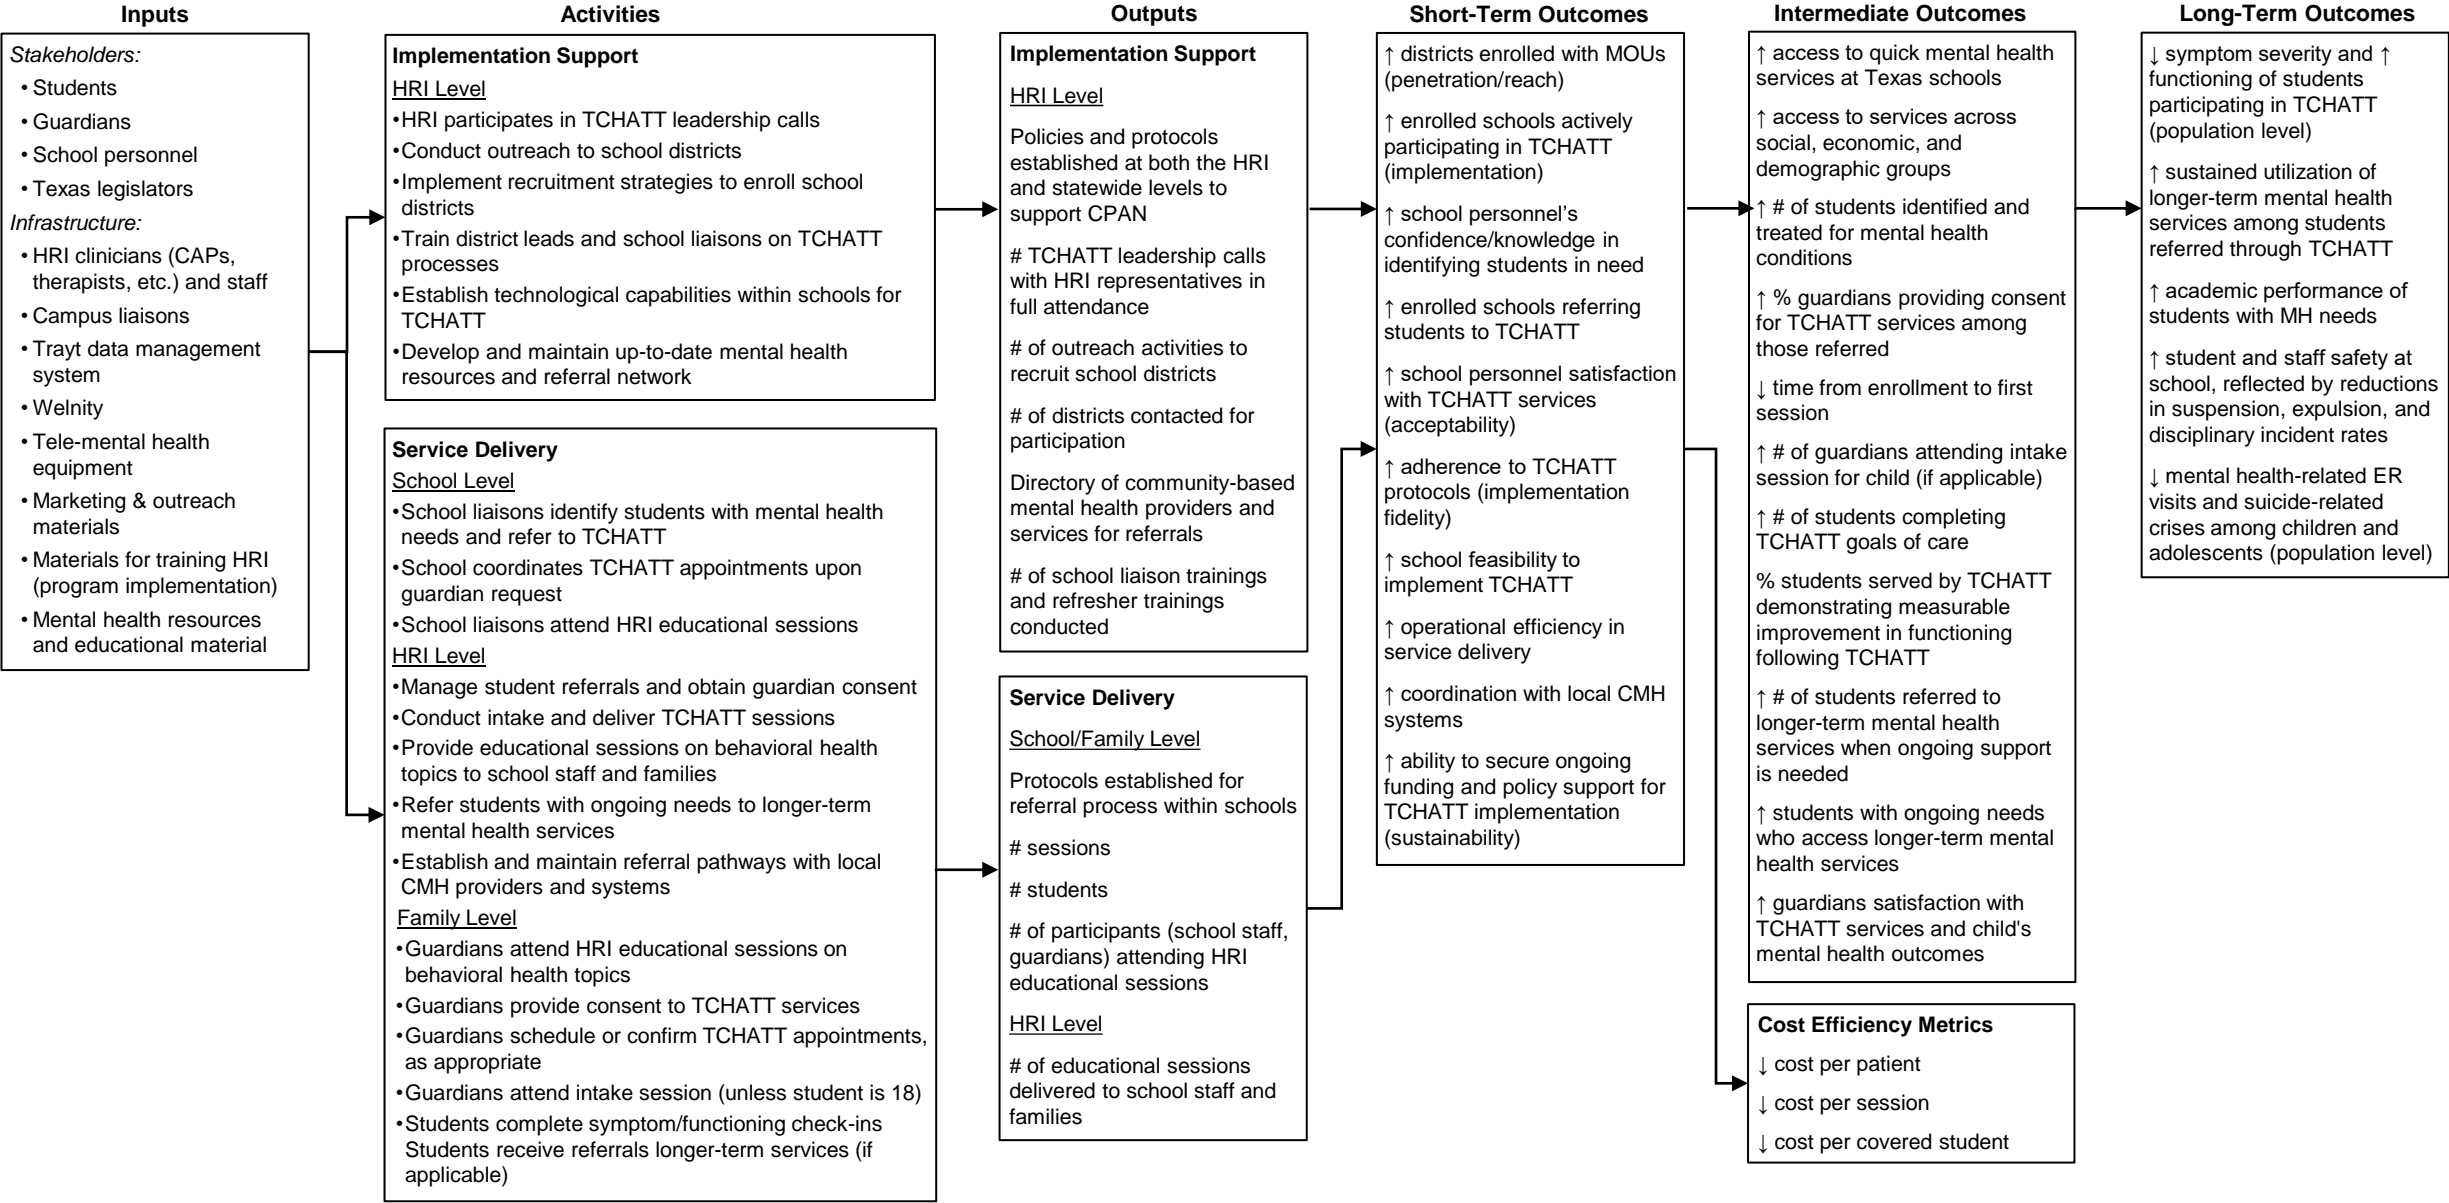 Inputs
Stakeholders:
• Students
• Guardians
• School personnel
• Texas legislators
Infrastructure:
• HRI clinicians (CAPs,
therapists, etc.) and staff
• Campus liaisons
• Trayt data management
system
• Welnity
• Tele-mental health
equipment
• Marketing & outreach
materials
• Materials for training HRI
(program implementation)
• Mental health resources
and educational material
Activities
Implementation Support
HRI Level
•HRI participates in TCHATT leadership calls
•Conduct outreach to school districts
•Implement recruitment strategies to enroll school
districts
•Train district leads and school liaisons on TCHATT
processes
•Establish technological capabilities within schools for
TCHATT
•Develop and maintain up-to-date mental health
resources and referral network
Service Delivery
School Level
•School liaisons identify students with mental health
needs and refer to TCHATT
•School coordinates TCHATT appointments upon
guardian request
•School liaisons attend HRI educational sessions
HRI Level
•Manage student referrals and obtain guardian consent
•Conduct intake and deliver TCHATT sessions
•Provide educational sessions on behavioral health
topics to school staff and families
•Refer students with ongoing needs to longer-term
mental health services
•Establish and maintain referral pathways with local
CMH providers and systems
Family Level
•Guardians attend HRI educational sessions on
behavioral health topics
•Guardians provide consent to TCHATT services
•Guardians schedule or confirm TCHATT appointments,
as appropriate
•Guardians attend intake session (unless student is 18)
•Students complete symptom/functioning check-ins
Students receive referrals longer-term services (if
applicable)
Outputs
Implementation Support
HRI Level
Policies and protocols
established at both the HRI
and statewide levels to
support CPAN
# TCHATT leadership calls
with HRI representatives in
full attendance
# of outreach activities to
recruit school districts
# of districts contacted for
participation
Directory of community-based
mental health providers and
services for referrals
# of school liaison trainings
and refresher trainings
conducted
Service Delivery
School/Family Level
Protocols established for
referral process within schools
# sessions
# students
# of participants (school staff,
guardians) attending HRI
educational sessions
HRI Level
# of educational sessions
delivered to school staff and
families
Short-Term Outcomes
↑ districts enrolled with MOUs
(penetration/reach)
↑ enrolled schools actively
participating in TCHATT
(implementation)
↑ school personnel’s
confidence/knowledge in
identifying students in need
↑ enrolled schools referring
students to TCHATT
↑ school personnel satisfaction
with TCHATT services
(acceptability)
↑ adherence to TCHATT
protocols (implementation
fidelity)
↑ school feasibility to
implement TCHATT
↑ operational efficiency in
service delivery
↑ coordination with local CMH
systems
↑ ability to secure ongoing
funding and policy support for
TCHATT implementation
(sustainability)
Intermediate Outcomes
↑ access to quick mental health
services at Texas schools
↑ access to services across
social, economic, and
demographic groups
↑ # of students identified and
treated for mental health
conditions
↑ % guardians providing consent
for TCHATT services among
those referred
↓ time from enrollment to first
session
↑ # of guardians attending intake
session for child (if applicable)
↑ # of students completing
TCHATT goals of care
% students served by TCHATT
demonstrating measurable
improvement in functioning
following TCHATT
↑ # of students referred to
longer-term mental health
services when ongoing support
is needed
↑ students with ongoing needs
who access longer-term mental
health services
↑ guardians satisfaction with
TCHATT services and child's
mental health outcomes
Cost Efficiency Metrics
↓ cost per patient
↓ cost per session
↓ cost per covered student
Long-Term Outcomes
↓ symptom severity and ↑
functioning of students
participating in TCHATT
(population level)
↑ sustained utilization of
longer-term mental health
services among students
referred through TCHATT
↑ academic performance of
students with MH needs
↑ student and staff safety at
school, reflected by reductions
in suspension, expulsion, and
disciplinary incident rates
↓ mental health-related ER
visits and suicide-related
crises among children and
adolescents (population level)